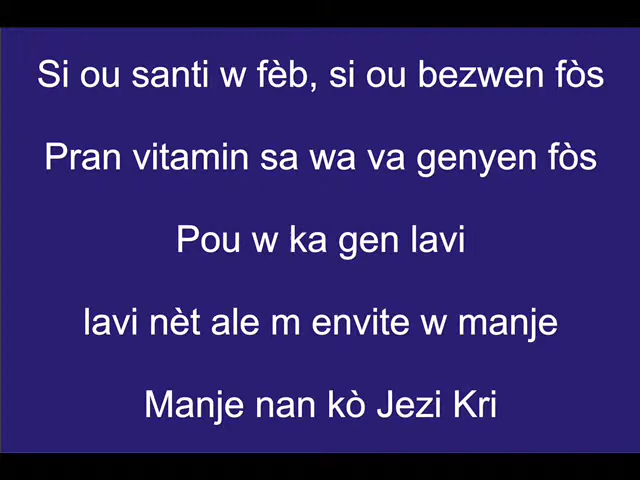 Si ou santi w fèb, si ou bezwen fòs
Pran vitamin sa wa va genyen fòs
Pou w ka gen lavi
lavi nèt ale m envite w manje
Manje nan kò Jezi Kri